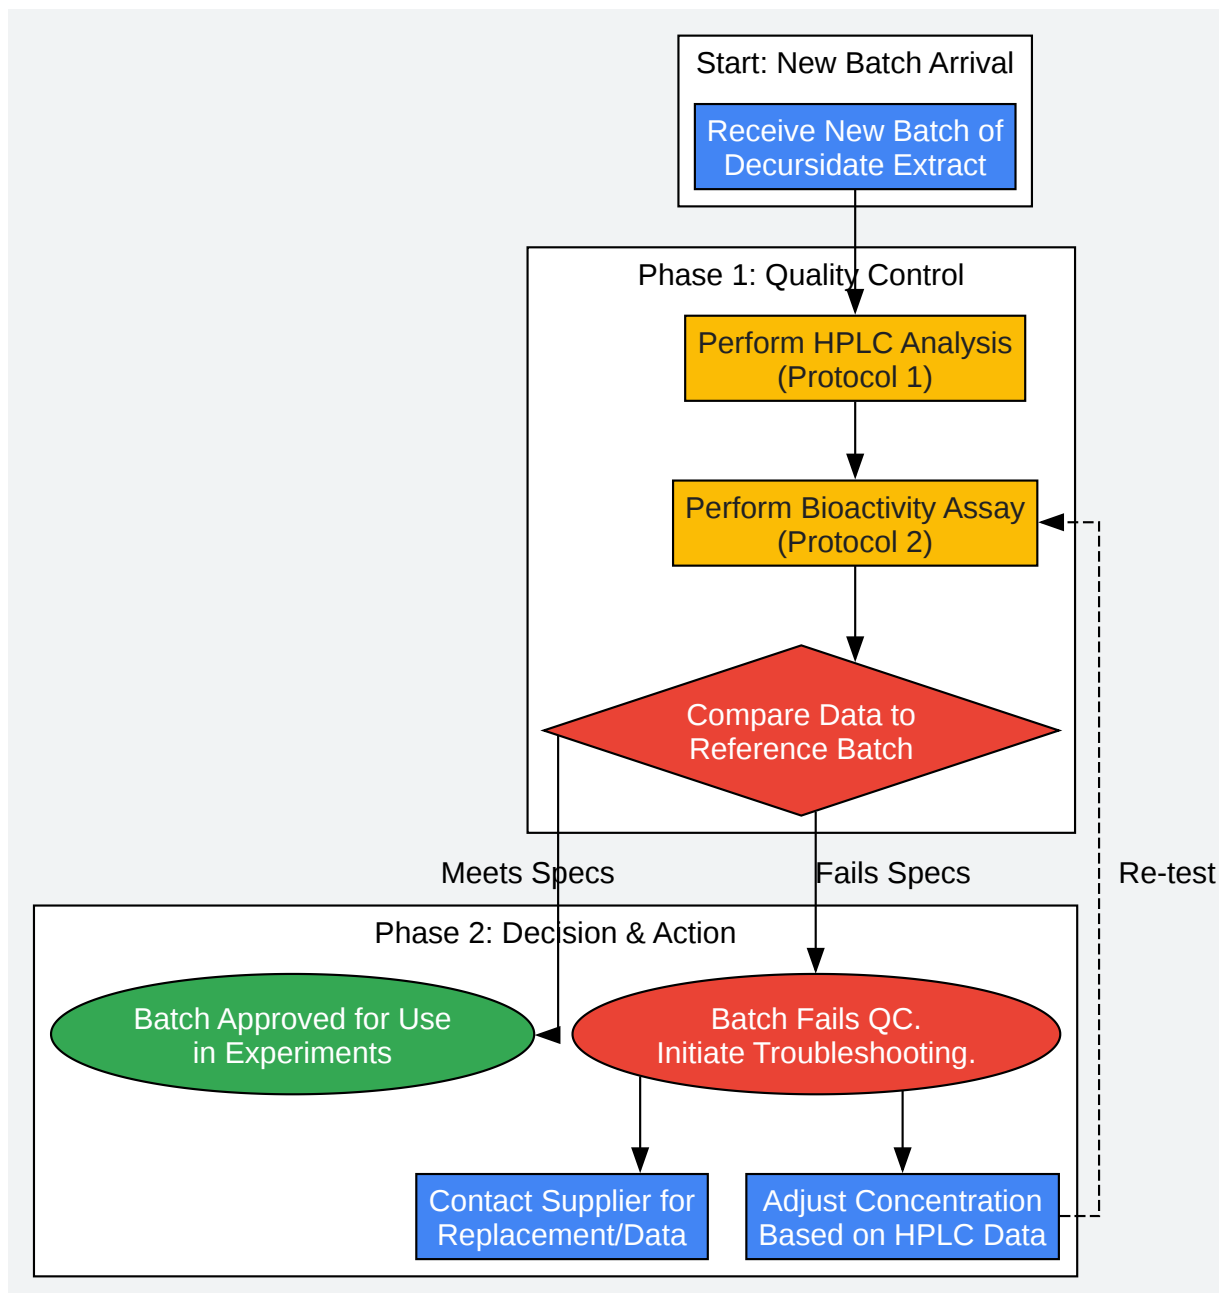 Start: New Batch Arrival
Receive New Batch of
Decursidate Extract
Phase 1: Quality Control
Perform HPLC Analysis
(Protocol 1)
Perform Bioactivity Assay
(Protocol 2)
Compare Data to
Reference Batch
Meets Specs
Fails Specs
Re-test
Phase 2: Decision & Action
Batch Approved for Use
in Experiments
Batch Fails QC.
Initiate Troubleshooting.
Contact Supplier for
Replacement/Data
Adjust Concentration
Based on HPLC Data